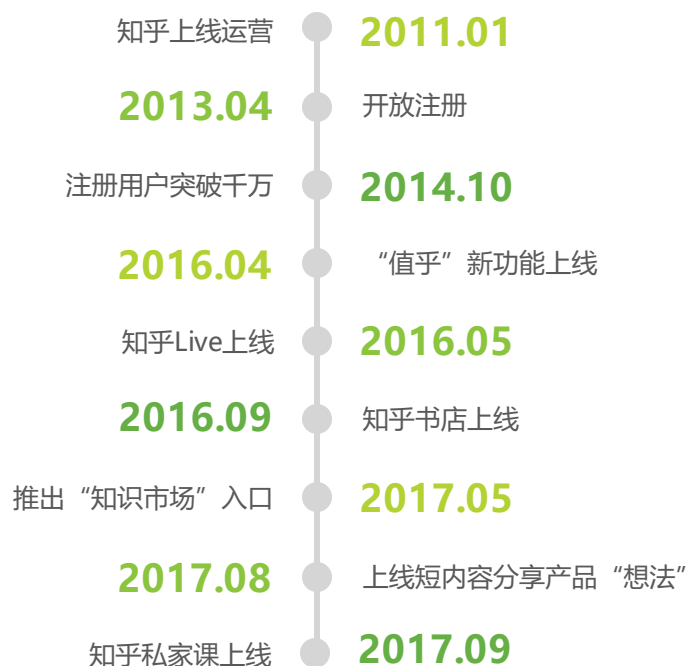 知乎上线运营 2011.01
2013.04 开放注册
注册用户突破千万 2014.10
2016.04 “值乎”新功能上线
知乎Live上线 2016.05
2016.09 知乎书店上线
推出“知识市场”入口 2017.05
2017.08 上线短内容分享产品“想法”
知乎私家课上线 2017.09